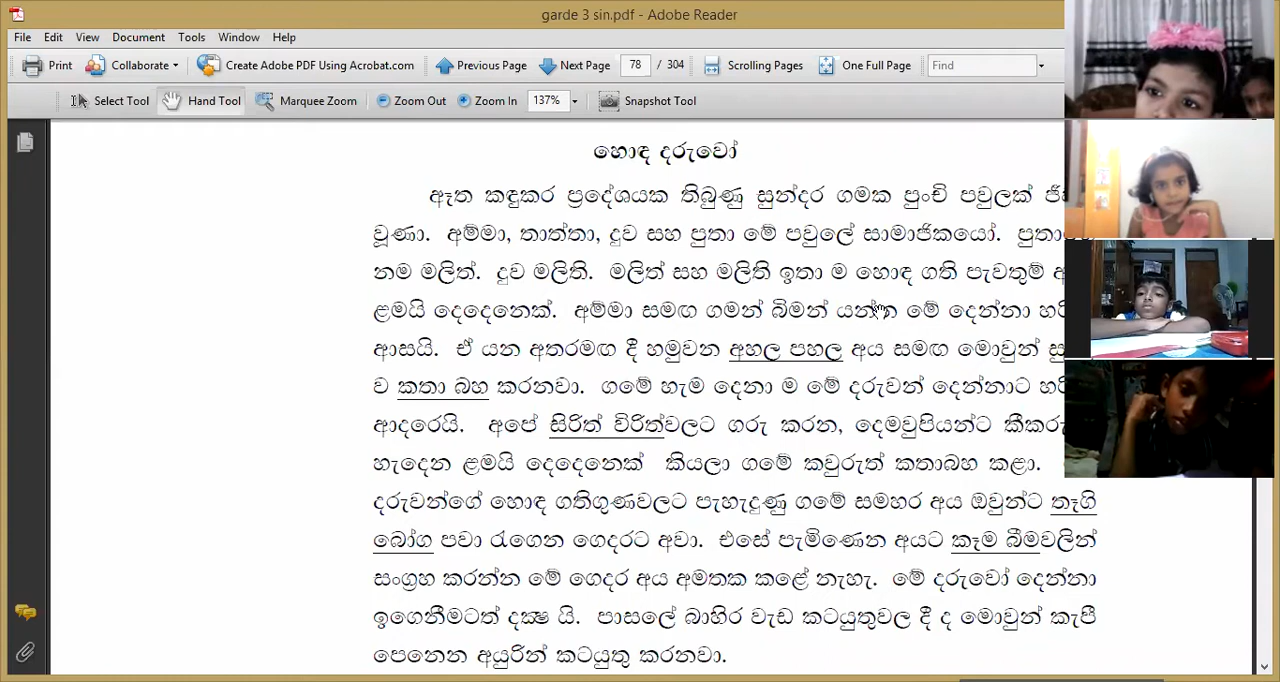 garde 3 sin.pdf - Adobe Reader
File Edit View Document Tools Window Help
Print Collaborate Create Adobe PDF Using Acrobat.com Previous Page Next Page 78 / 304 Scrolling Pages One Full Page Find
Select Tool Hand Tool Marquee Zoom Zoom Out Zoom In 137% Snapshot Tool
හොඳ දරුවෝ
ඈත කඳුකර ප්‍රදේශයක තිබුණු සුන්දර ගමක පුංචි පවුලක්
වූණා. අම්මා, තාත්තා, දුව සහ පුතා මේ පවුලේ සාමාජිකයෝ.
නම මලිත්. දුව මලිති. මලිත් සහ මලිති ඉතා ම හොඳ ගති පැවතුම්
ළමයි දෙදෙනෙක්. අම්මා සමඟ ගමන් බිමන් යන්න මේ දෙන්නා
ආසයි. ඒ යන අතරමඟ දී හමුවන අහල පහල අය සමඟ මොවුන්
ව කතා බහ කරනවා. ගමේ හැම දෙනා ම මේ දරුවන් දෙන්නාට
ආදරෙයි. අපේ සිරිත් විරිත්වලට ගරු කරන, දෙමවුපියන්ට
හැදෙන ළමයි දෙදෙනෙක් කියලා ගමේ කවුරුත් කතාබහ කළා.
දරුවන්ගේ හොඳ ගතිගුණවලට පැහැදුණු ගමේ සමහර අය ඔවුන්ට තෑගි
බෝග පවා රැගෙන ගෙදරට අවා. එසේ පැමිණෙන අයට කෑම බීමවලින්
සංග්‍රහ කරන්න මේ ගෙදර අය අමතක කළේ නැහැ. මේ දරුවෝ දෙන්නා
ඉගෙනීමටත් දක්‍ෂ යි. පාසලේ බාහිර වැඩ කටයුතුවල දී ද මොවුන් කැපී
පෙනෙන අයුරින් කටයුතු කරනවා.